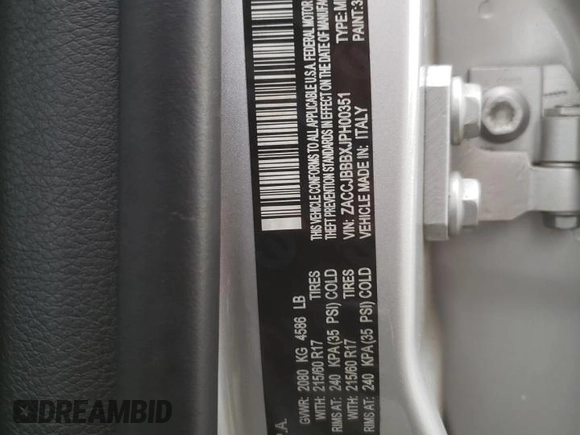 THIS VEHICLE CONFORMS TO ALL APPLICABLE U.S.A. FEDERAL MOTOR
THEFT PREVENTION STANDARDS IN EFFECT ON THE DATE OF MANUFA
VIN: ZACCJBBBXJPH00351 TYPE: M
VEHICLE MADE IN: ITALY PAINT: 3
.A.
GVWR: 2080 KG 4586 LB TIRES
WITH: 215/60 R17
RIMS AT: 240 KPA(35 PSI) COLD
WITH: 215/60 R17 TIRES
RIMS AT: 240 KPA(35 PSI) COLD
DREAMBID